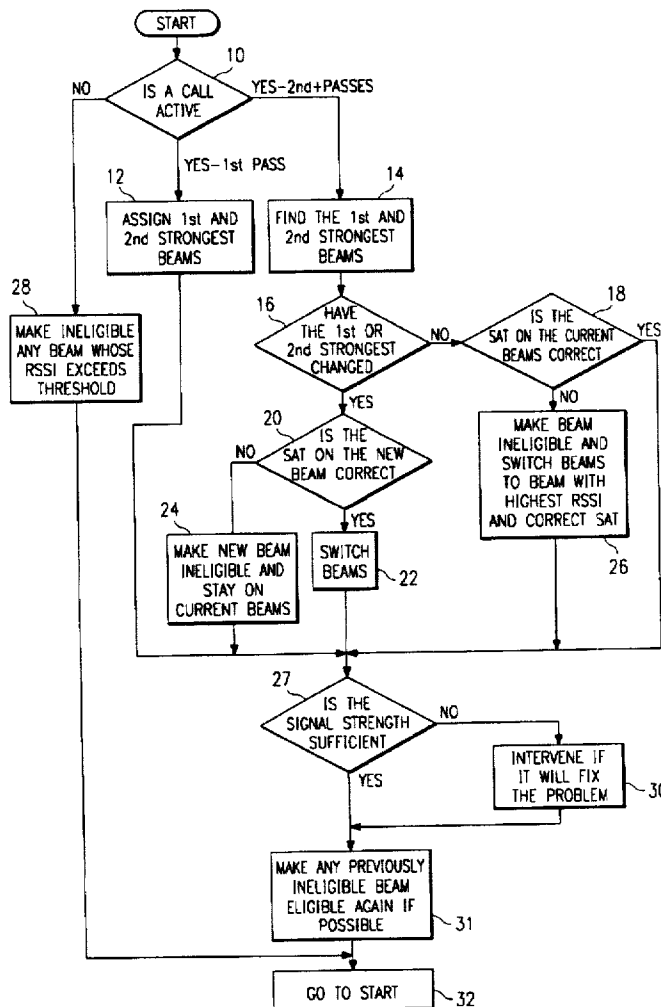 START
10
IS A CALL
ACTIVE
NO
YES-2nd+PASSES
YES-1st PASS
12
ASSIGN 1st AND
2nd STRONGEST
BEAMS
14
FIND THE 1st AND
2nd STRONGEST
BEAMS
28
MAKE INELIGIBLE
ANY BEAM WHOSE
RSSI EXCEEDS
THRESHOLD
16
HAVE
THE 1st OR
2nd STRONGEST
CHANGED
NO
YES
18
IS THE
SAT ON THE CURRENT
BEAMS CORRECT
YES
NO
20
IS THE
SAT ON THE NEW
BEAM CORRECT
NO
YES
MAKE BEAM
INELIGIBLE AND
SWITCH BEAMS
TO BEAM WITH
HIGHEST RSSI
AND CORRECT SAT
26
24
MAKE NEW BEAM
INELIGIBLE AND
STAY ON
CURRENT BEAMS
SWITCH
BEAMS
22
27
IS THE
SIGNAL STRENGTH
SUFFICIENT
NO
YES
INTERVENE IF
IT WILL FIX
THE PROBLEM
30
MAKE ANY PREVIOUSLY
INELIGIBLE BEAM
ELIGIBLE AGAIN IF
POSSIBLE
31
GO TO START
32